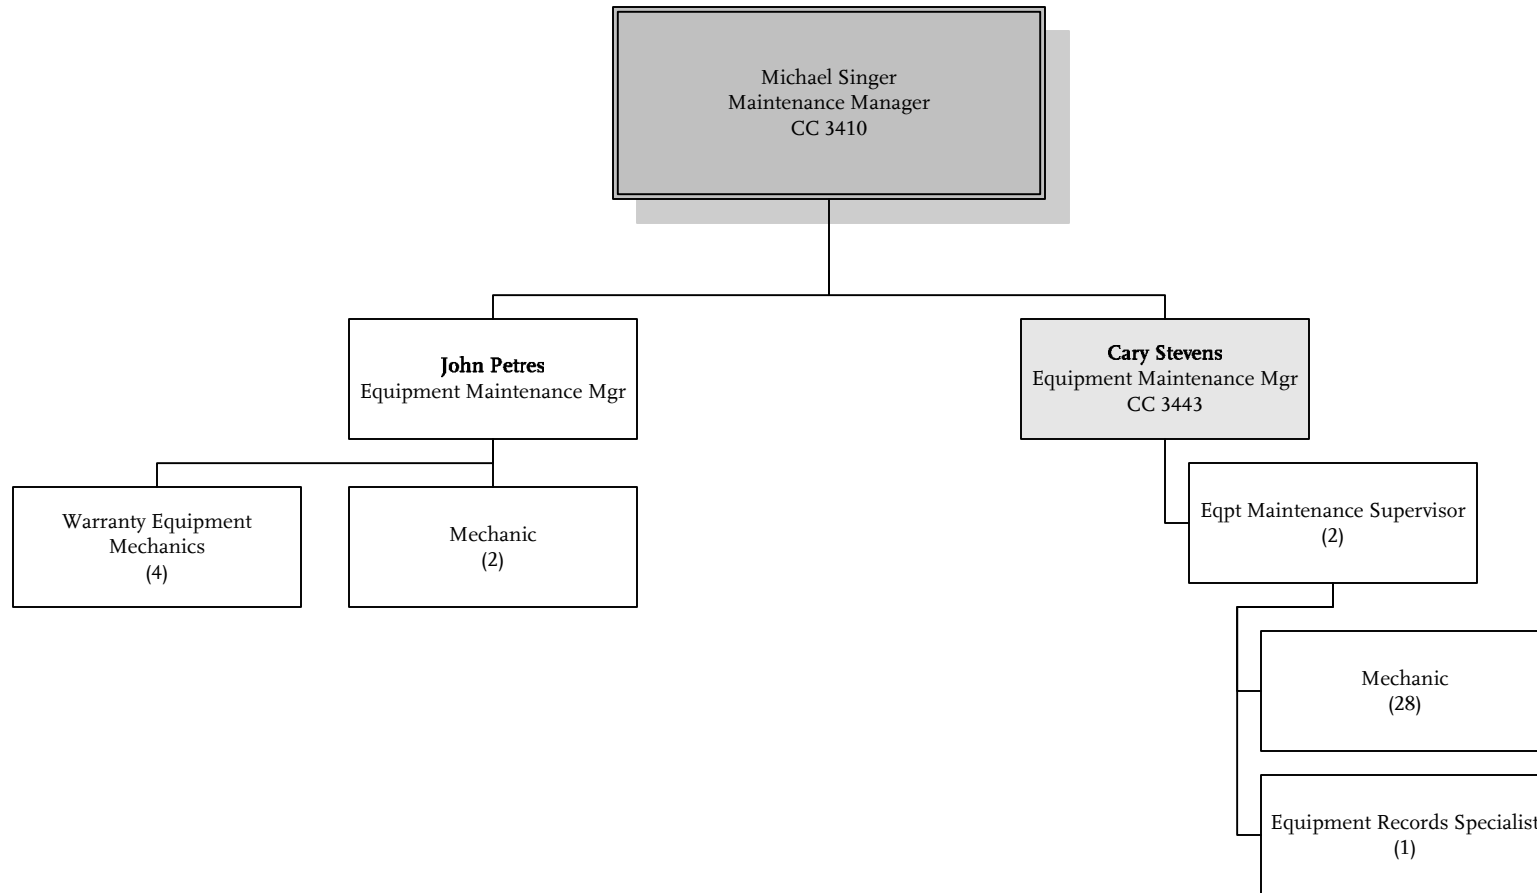 Michael Singer
Maintenance Manager
CC 3410
John Petres
Equipment Maintenance Mgr
Cary Stevens
Equipment Maintenance Mgr
CC 3443
Warranty Equipment
Mechanics
(4)
Mechanic
(2)
Eqpt Maintenance Supervisor
(2)
Mechanic
(28)
Equipment Records Specialist
(1)